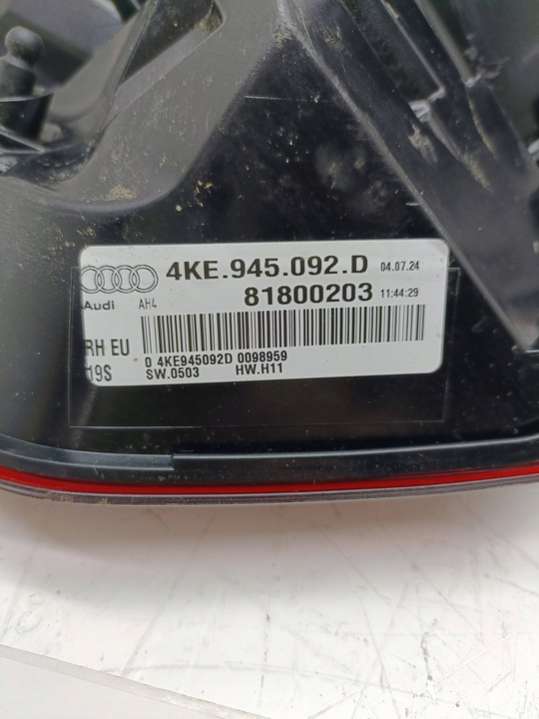 4KE.945.092.D 04.07.24
Audi AH4 81800203 11:44:29
RH EU
0 4KE945092D 0098959
19S SW.0503 HW.H11